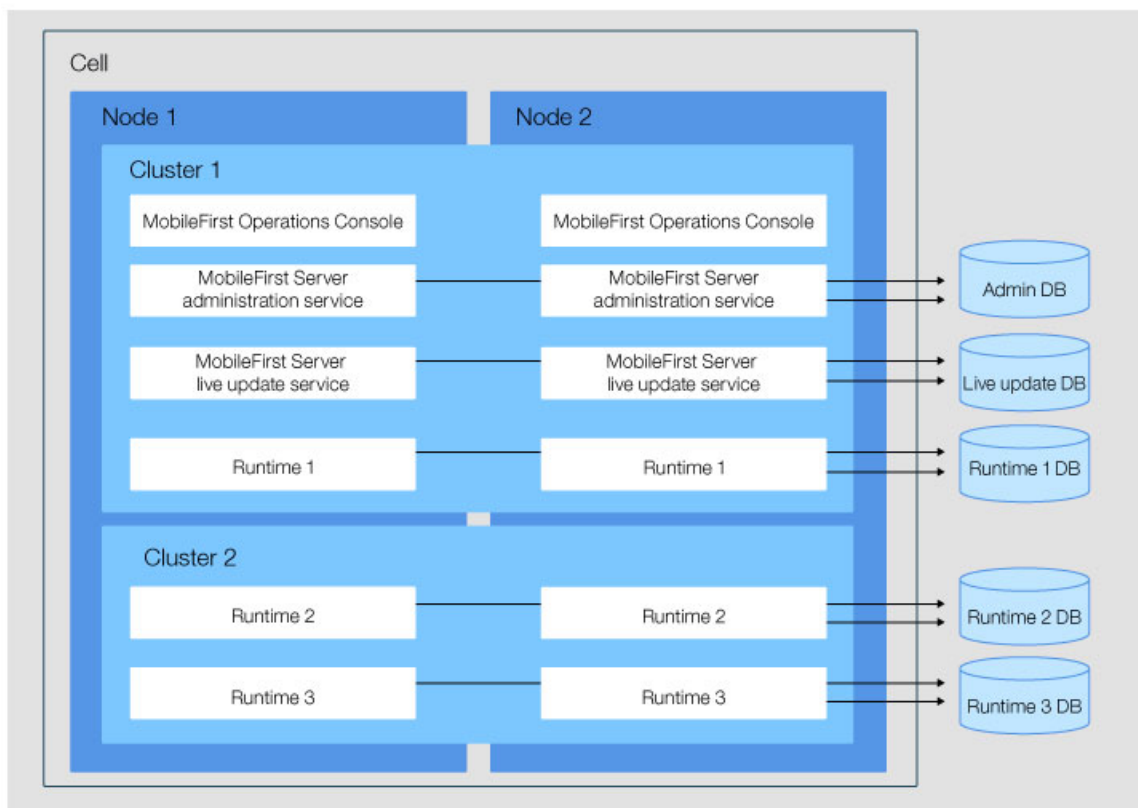 Cell
Node 1
Node 2
Cluster 1
MobileFirst Operations Console
MobileFirst Operations Console
MobileFirst Server
administration service
MobileFirst Server
administration service
Admin DB
MobileFirst Server
live update service
MobileFirst Server
live update service
Live update DB
Runtime 1
Runtime 1
Runtime 1 DB
Cluster 2
Runtime 2
Runtime 2
Runtime 2 DB
Runtime 3
Runtime 3
Runtime 3 DB